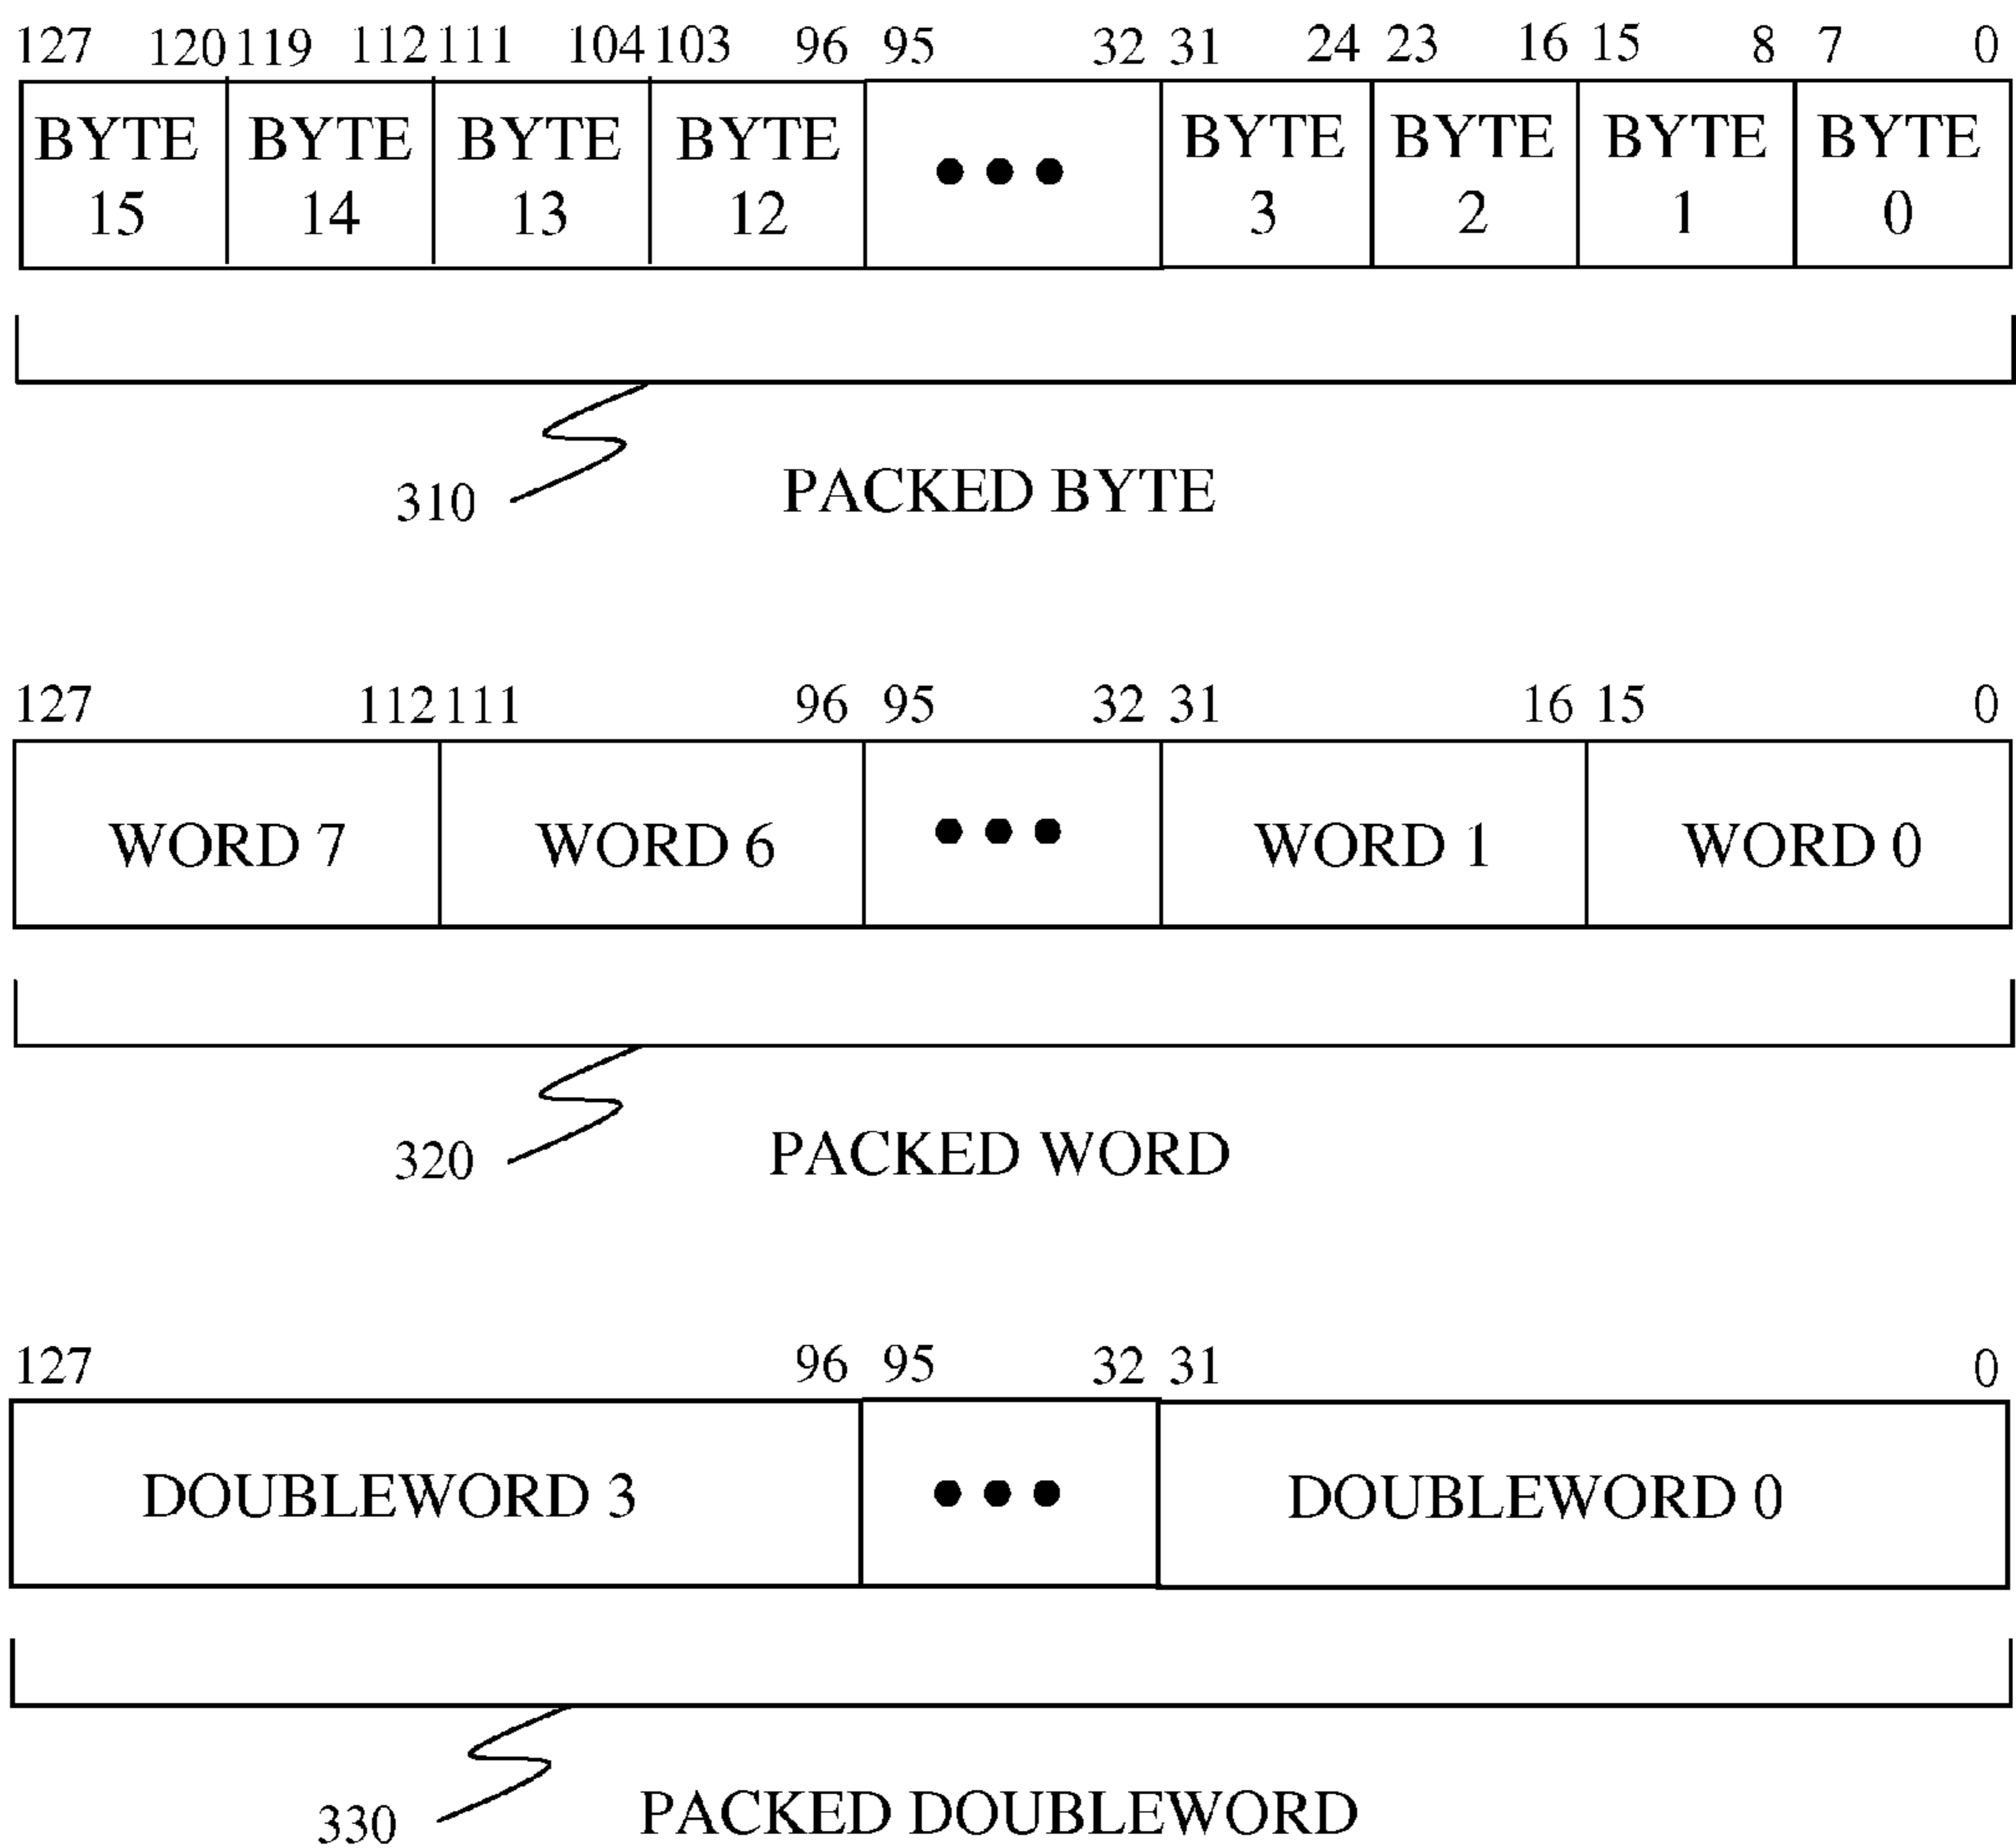 127 120 119 112 111 104 103 96 95 32 31 24 23 16 15 8 7 0
BYTE BYTE BYTE BYTE BYTE BYTE BYTE BYTE
15 14 13 12 ••• 3 2 1 0
310 PACKED BYTE
127 112 111 96 95 32 31 16 15 0
WORD 7 WORD 6 ••• WORD 1 WORD 0
320 PACKED WORD
127 96 95 32 31 0
DOUBLEWORD 3 ••• DOUBLEWORD 0
330 PACKED DOUBLEWORD